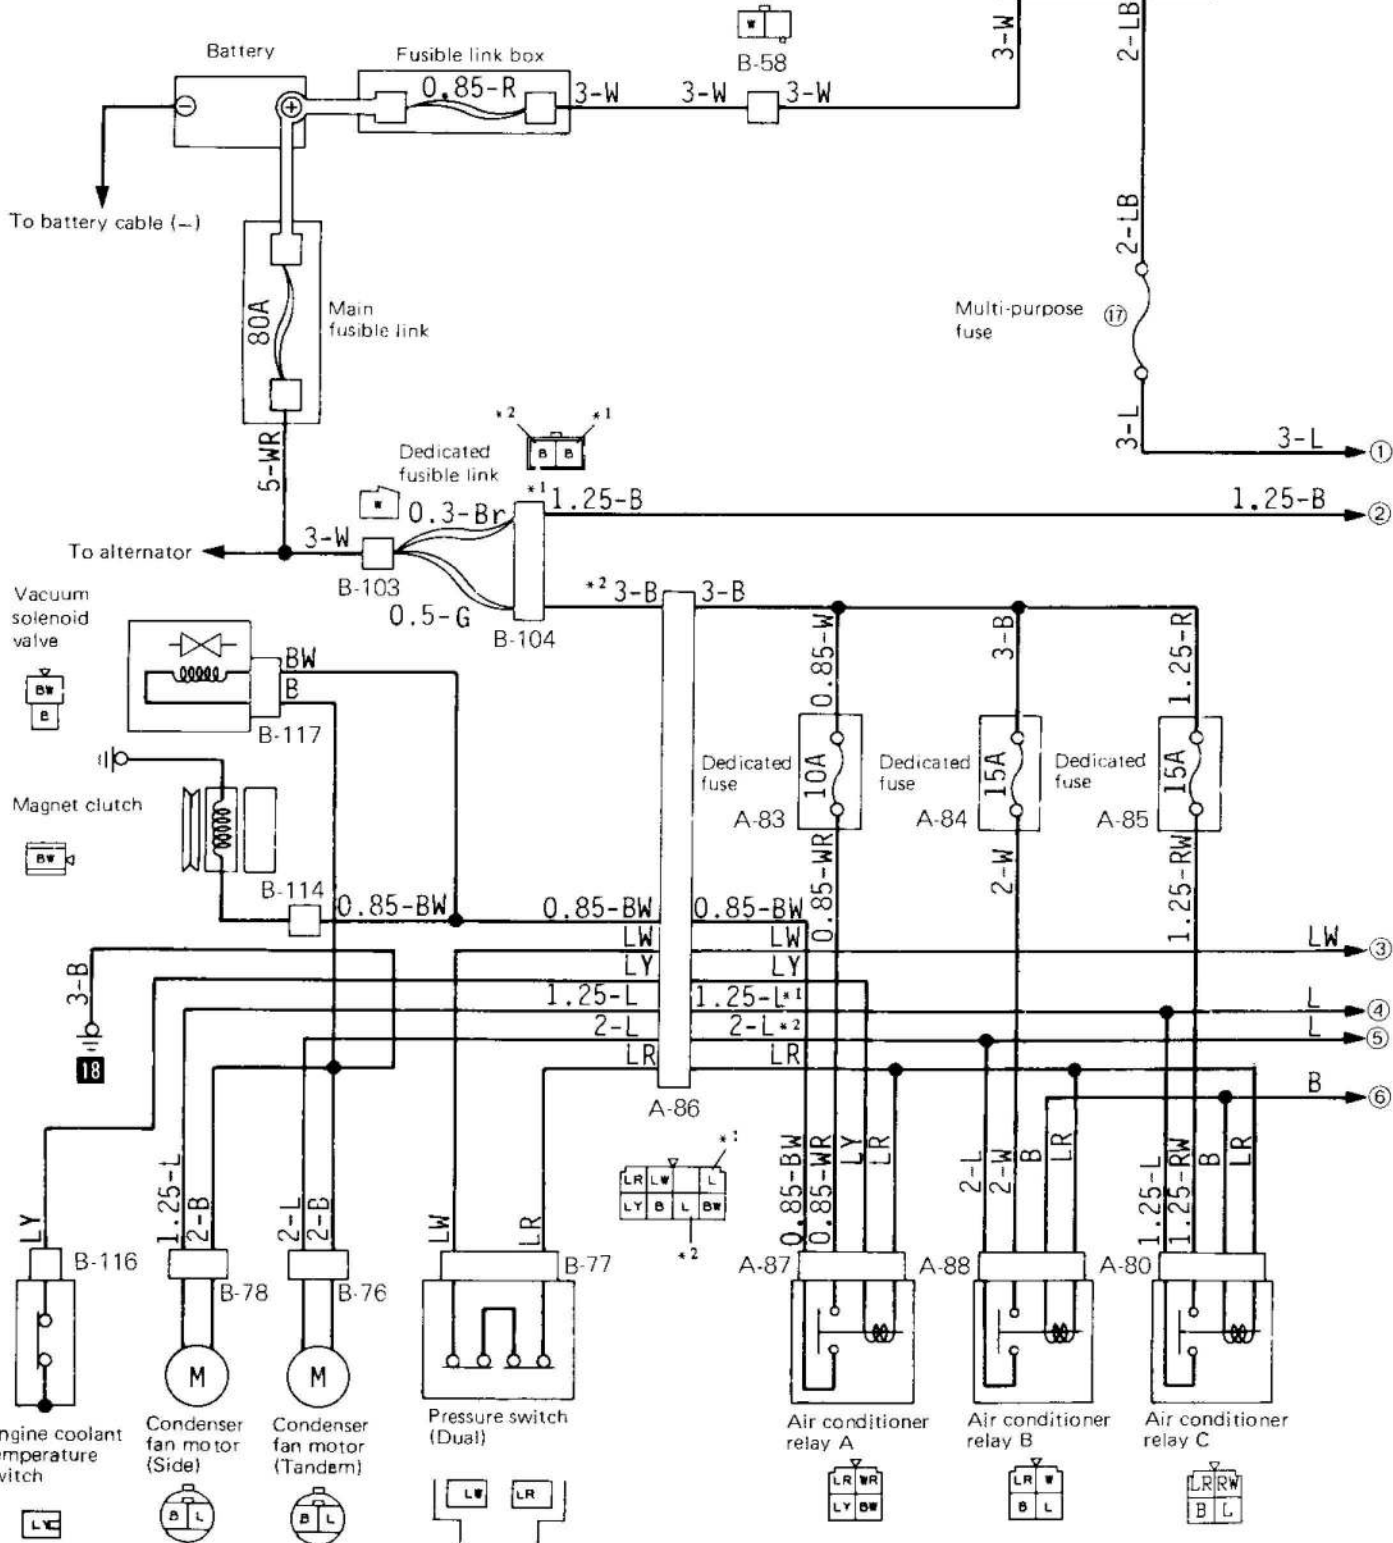 W
B-58
3-W
2-LB
Battery
Fusible link box
0.85-R
3-W
3-W
3-W
−
+
To battery cable (−)
2-LB
80A
Main
fusible link
Multi-purpose
fuse
17
3-L
3-L
1
5-WR
*2
*1
B B
Dedicated
fusible link
W
0.3-Br
*1
1.25-B
1.25-B
2
To alternator
3-W
B-103
0.5-G
B-104
*2 3-B
3-B
Vacuum
solenoid
valve
BW
B
BW
B
B-117
0.85-W
3-B
1.25-R
Dedicated
fuse
10A
A-83
Dedicated
fuse
15A
A-84
Dedicated
fuse
15A
A-85
Magnet clutch
BW
B-114
0.85-BW
0.85-BW
0.85-BW
0.85-WR
2-W
1.25-RW
3-B
18
LW
LW
LW
3
LY
LY
1.25-L
1.25-L*1
L
4
2-L
2-L*2
L
5
LR
LR
B
6
A-86
*1
LR LW L
LY B L BW
*2
LY
1.25-L
2-B
2-L
2-B
LW
LR
0.85-BW
0.85-WR
LY
LR
2-L
2-W
B
LR
1.25-L
1.25-RW
B
LR
B-116
B-78
B-76
B-77
A-87
A-88
A-80
M
M
ngine coolant
emperature
witch
Condenser
fan motor
(Side)
Condenser
fan motor
(Tandem)
Pressure switch
(Dual)
Air conditioner
relay A
Air conditioner
relay B
Air conditioner
relay C
LY
B L
B L
LW
LR
LR WR
LY BW
LR W
B L
LR RW
B L